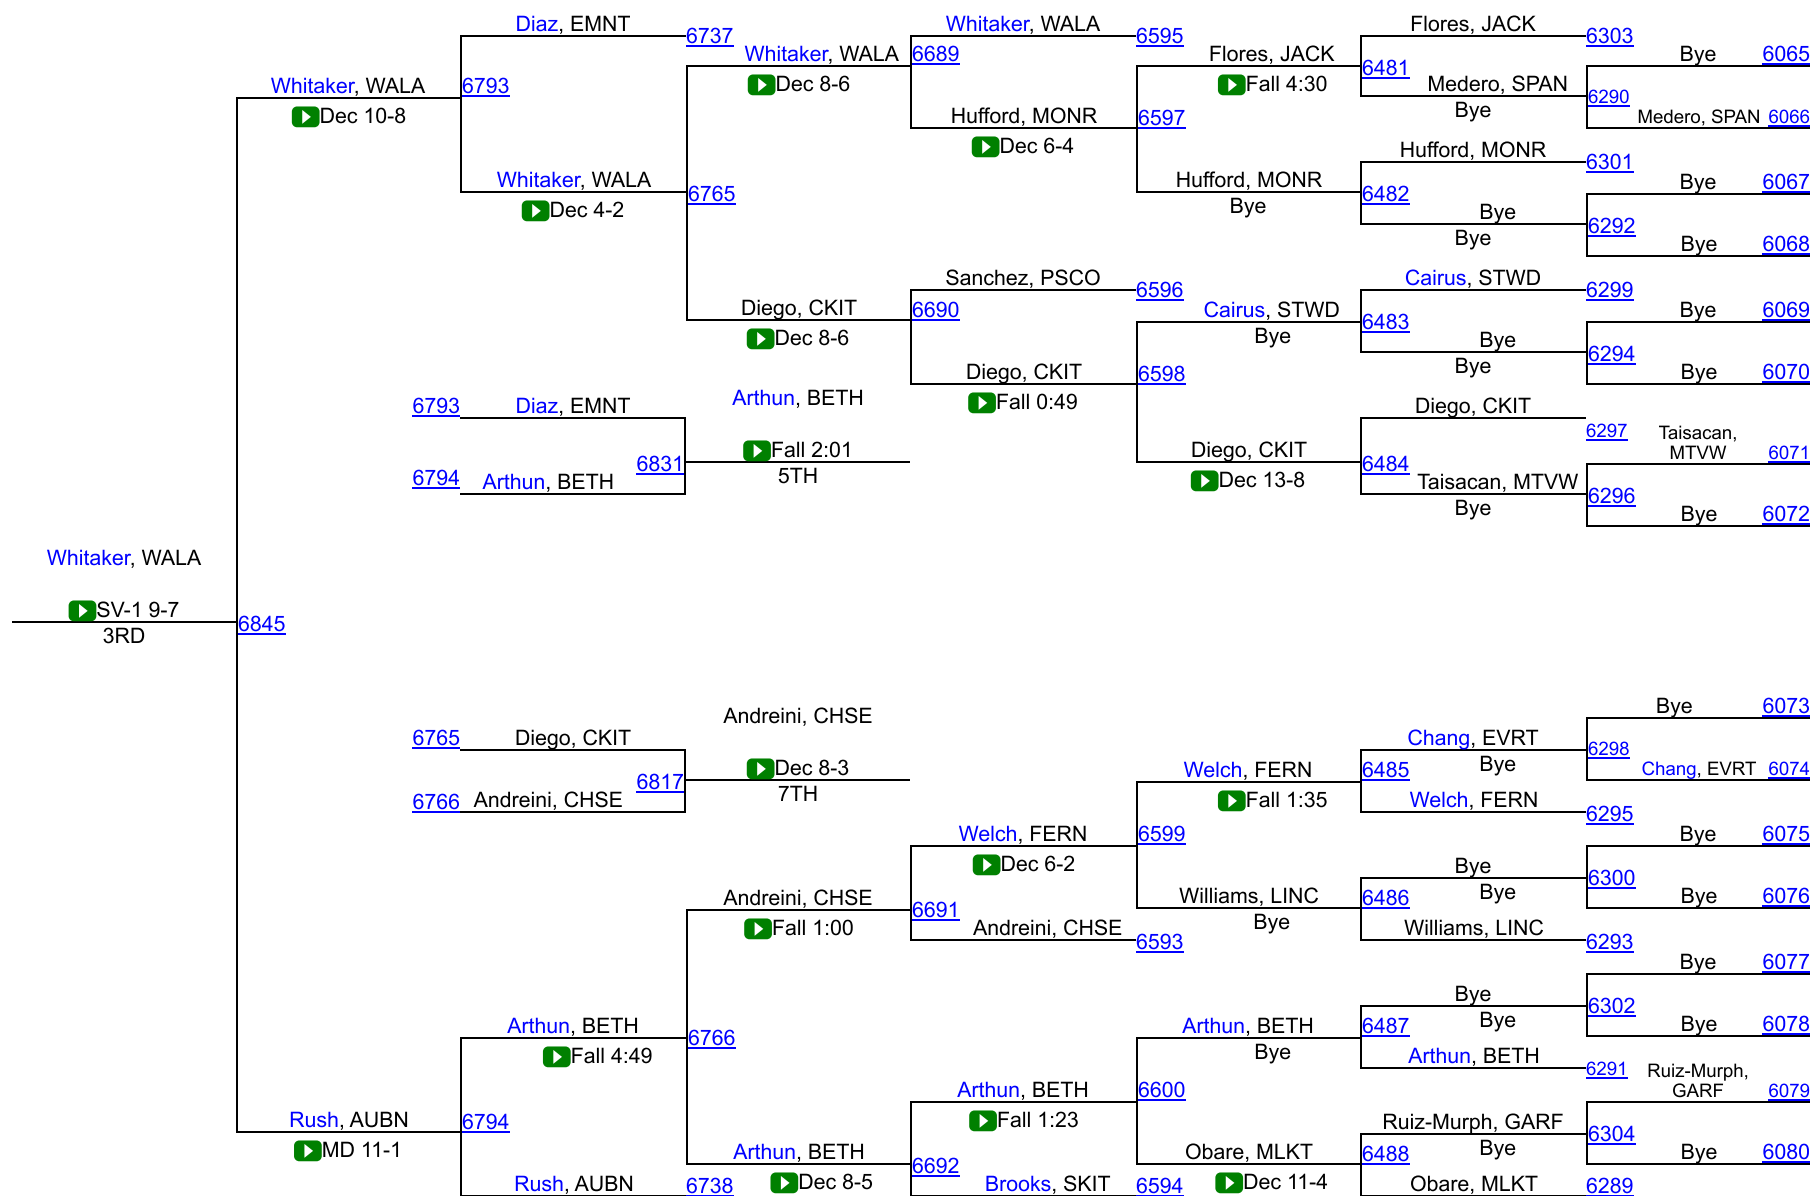 Diaz, EMNT
6737
Whitaker, WALA
6595
Flores, JACK
6303
Whitaker, WALA
6689
Flores, JACK
Bye
6065
Whitaker, WALA
6793
Dec 8-6
Fall 4:30
6481
Medero, SPAN
6290
Dec 10-8
Hufford, MONR
6597
Bye
Medero, SPAN
6066
Dec 6-4
Hufford, MONR
6301
Whitaker, WALA
6765
Hufford, MONR
6482
Bye
6067
Dec 4-2
Bye
Bye
6292
Bye
Bye
6068
Sanchez, PSCO
6596
Cairus, STWD
6299
Diego, CKIT
6690
Cairus, STWD
6483
Bye
6069
Dec 8-6
Bye
Bye
6294
Bye
Diego, CKIT
6598
Bye
6070
6793
Diaz, EMNT
Arthun, BETH
Fall 0:49
Diego, CKIT
6297
Taisacan,
MTVW
6071
6831
Fall 2:01
Diego, CKIT
6484
6794
Arthun, BETH
5TH
Dec 13-8
Taisacan, MTVW
6296
Bye
Bye
6072
Whitaker, WALA
SV-1 9-7
6845
3RD
Andreini, CHSE
Bye
6073
6765
Diego, CKIT
Chang, EVRT
6298
6817
Dec 8-3
Welch, FERN
6485
Bye
Chang, EVRT
6074
6766
Andreini, CHSE
7TH
Fall 1:35
Welch, FERN
6295
Welch, FERN
6599
Bye
6075
Dec 6-2
Bye
6300
Andreini, CHSE
6691
Williams, LINC
6486
Bye
Bye
6076
Fall 1:00
Andreini, CHSE
6593
Bye
Williams, LINC
6293
Bye
6077
Bye
6302
Arthun, BETH
6766
Arthun, BETH
6487
Bye
Bye
6078
Fall 4:49
Bye
Arthun, BETH
6291
Ruiz-Murph,
GARF
6079
Arthun, BETH
6600
Rush, AUBN
6794
Fall 1:23
Ruiz-Murph, GARF
6304
MD 11-1
Arthun, BETH
6692
Obare, MLKT
6488
Bye
Bye
6080
Rush, AUBN
6738
Dec 8-5
Brooks, SKIT
6594
Dec 11-4
Obare, MLKT
6289